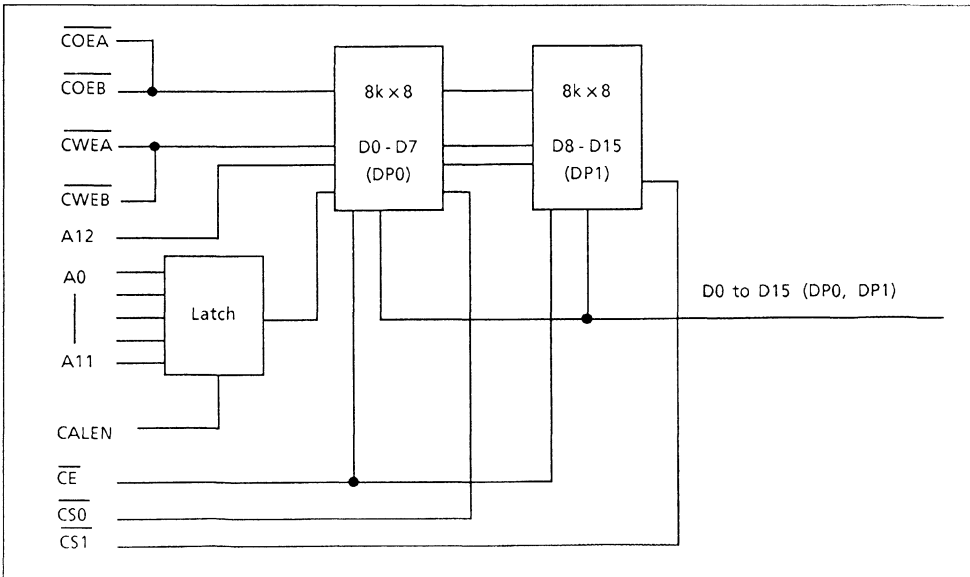 COEA
COEB
CWEA
CWEB
A12
A0
A11
CALEN
CE
CS0
CS1
Latch
8k × 8
D0 - D7
(DP0)
8k × 8
D8 - D15
(DP1)
D0 to D15 (DP0, DP1)